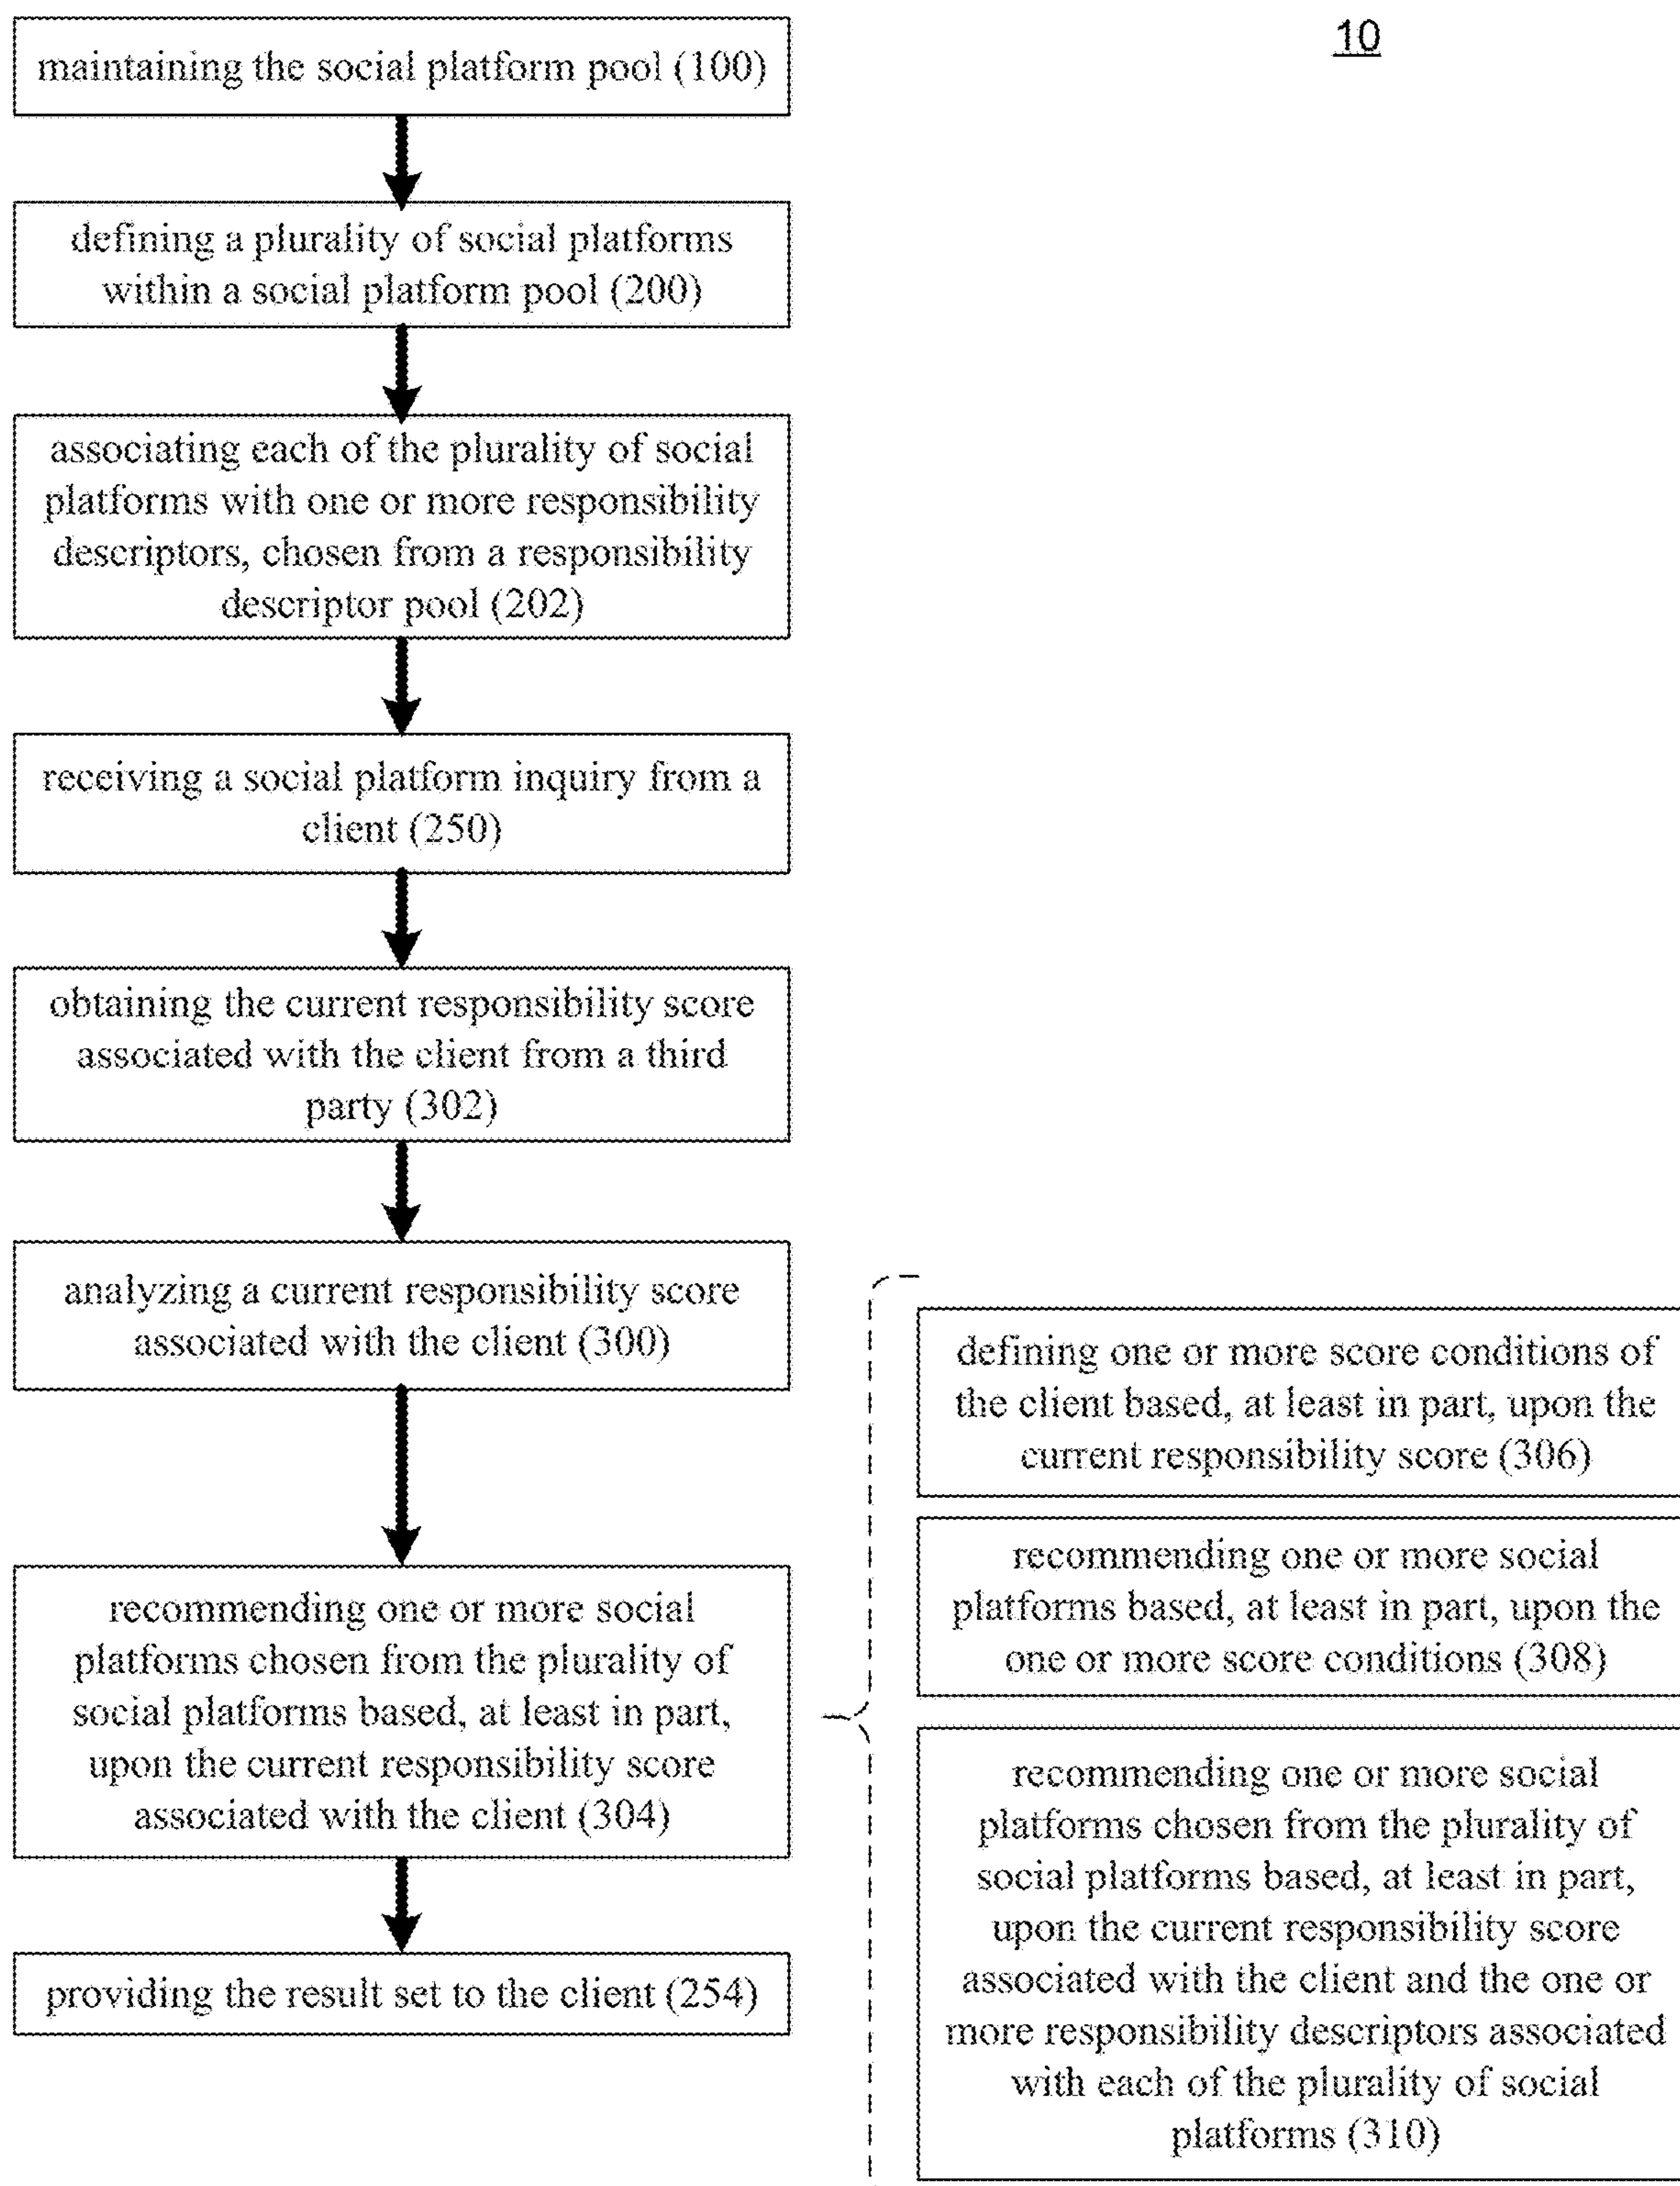 10
maintaining the social platform pool (100)
defining a plurality of social platforms
within a social platform pool (200)
associating each of the plurality of social
platforms with one or more responsibility
descriptors, chosen from a responsibility
descriptor pool (202)
receiving a social platform inquiry from a
client (250)
obtaining the current responsibility score
associated with the client from a third
party (302)
analyzing a current responsibility score
associated with the client (300)
recommending one or more social
platforms chosen from the plurality of
social platforms based, at least in part,
upon the current responsibility score
associated with the client (304)
providing the result set to the client (254)
defining one or more score conditions of
the client based, at least in part, upon the
current responsibility score (306)
recommending one or more social
platforms based, at least in part, upon the
one or more score conditions (308)
recommending one or more social
platforms chosen from the plurality of
social platforms based, at least in part,
upon the current responsibility score
associated with the client and the one or
more responsibility descriptors associated
with each of the plurality of social
platforms (310)